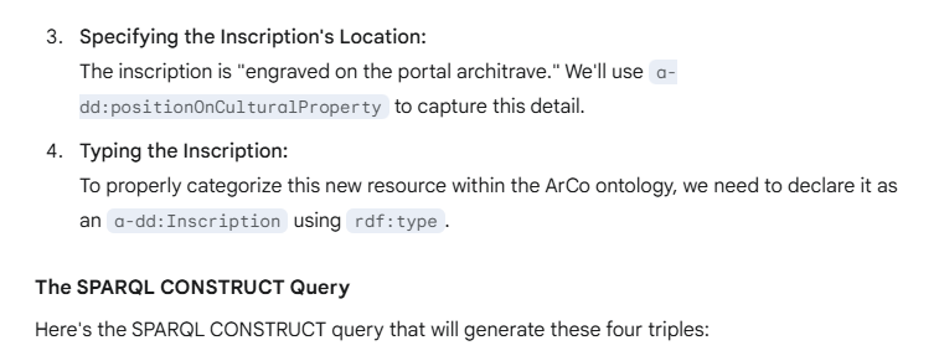 3. Specifying the Inscription's Location:
The inscription is "engraved on the portal architrave." We'll use a-
dd:positionOnCulturalProperty to capture this detail.
4. Typing the Inscription:
To properly categorize this new resource within the ArCo ontology, we need to declare it as
an a-dd:Inscription using rdf:type.
The SPARQL CONSTRUCT Query
Here's the SPARQL CONSTRUCT query that will generate these four triples: